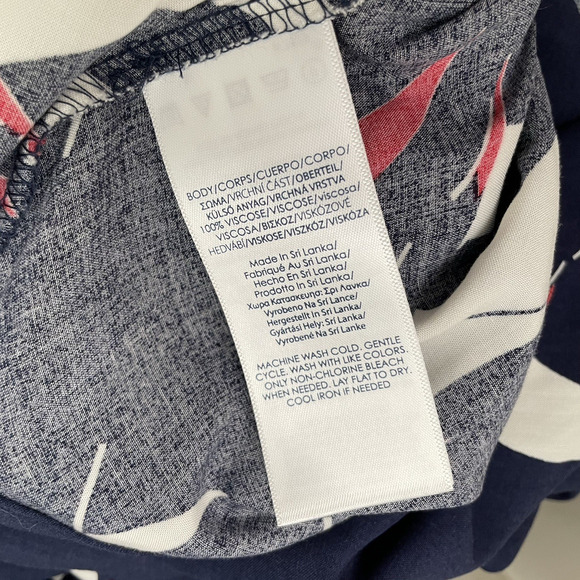 BODY/CORPS/CUERPO/CORPO/
ΣΩΜΑ/VRCHNÍ ČÁST/OBERTEIL/
KÜLSŐ ANYAG/VRCHNÁ VRSTVA
100% VISCOSE/VISCOSE/viscosa/
VISCOSA/ΒΙΣΚΟΖ/VISKÓZOVÉ
HEDVÁBÍ/VISKOSE/VISZKÓZ/VISKÓZA
Made In Sri Lanka/
Fabriqué Au Sri Lanka/
Hecho En Sri Lanka/
Prodotto In Sri Lanka/
Χωρα Κατασκευησ: Σρι Λανκα/
Vyrobeno Na Srí Lance/
Hergestellt In Sri Lanka/
Gyártási Hely: Srí Lanka/
Vyrobené Na Srí Lanke
MACHINE WASH COLD. GENTLE
CYCLE. WASH WITH LIKE COLORS.
ONLY NON-CHLORINE BLEACH
WHEN NEEDED. LAY FLAT TO DRY.
COOL IRON IF NEEDED